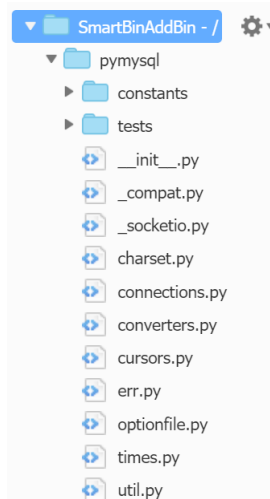 SmartBinAddBin - /
pymysql
constants
tests
__init__.py
_compat.py
_socketio.py
charset.py
connections.py
converters.py
cursors.py
err.py
optionfile.py
times.py
util.py